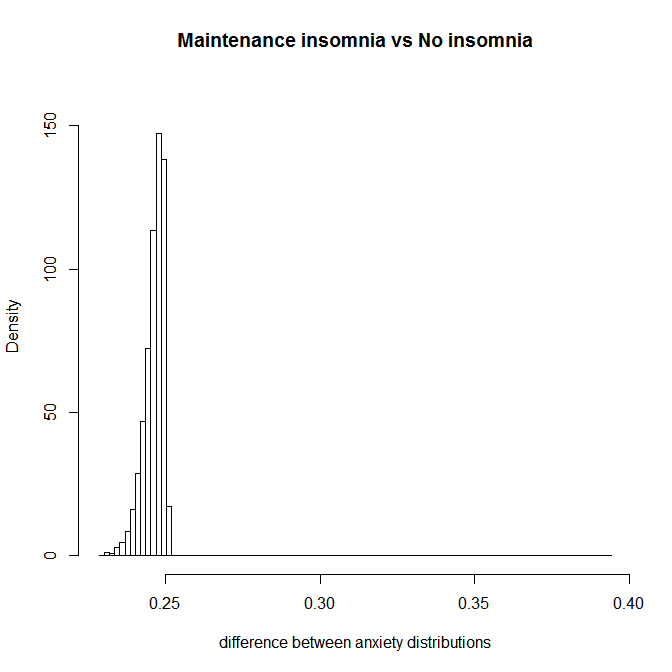 Maintenance insomnia vs No insomnia
150
100
50
0
Density
0.25 0.30 0.35 0.40
difference between anxiety distributions